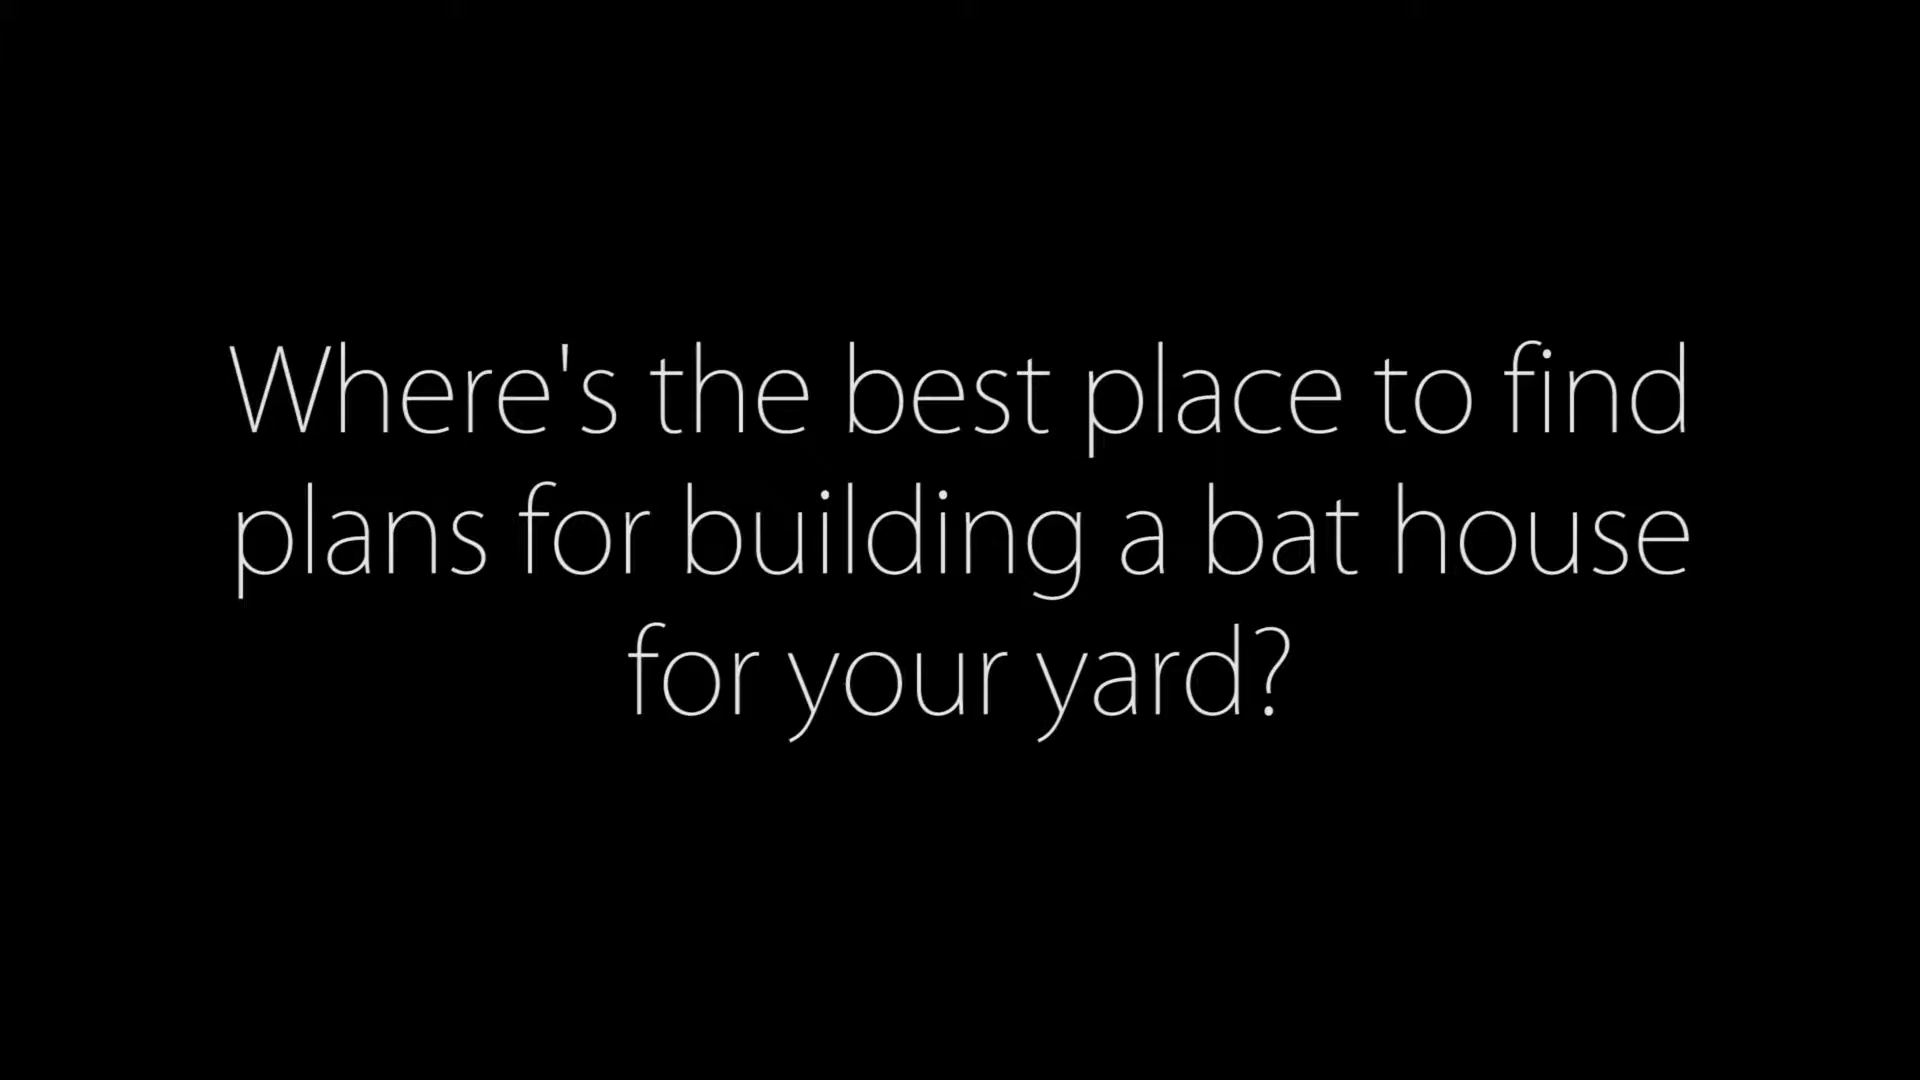 Where's the best place to find
plans for building a bat house
for your yard?